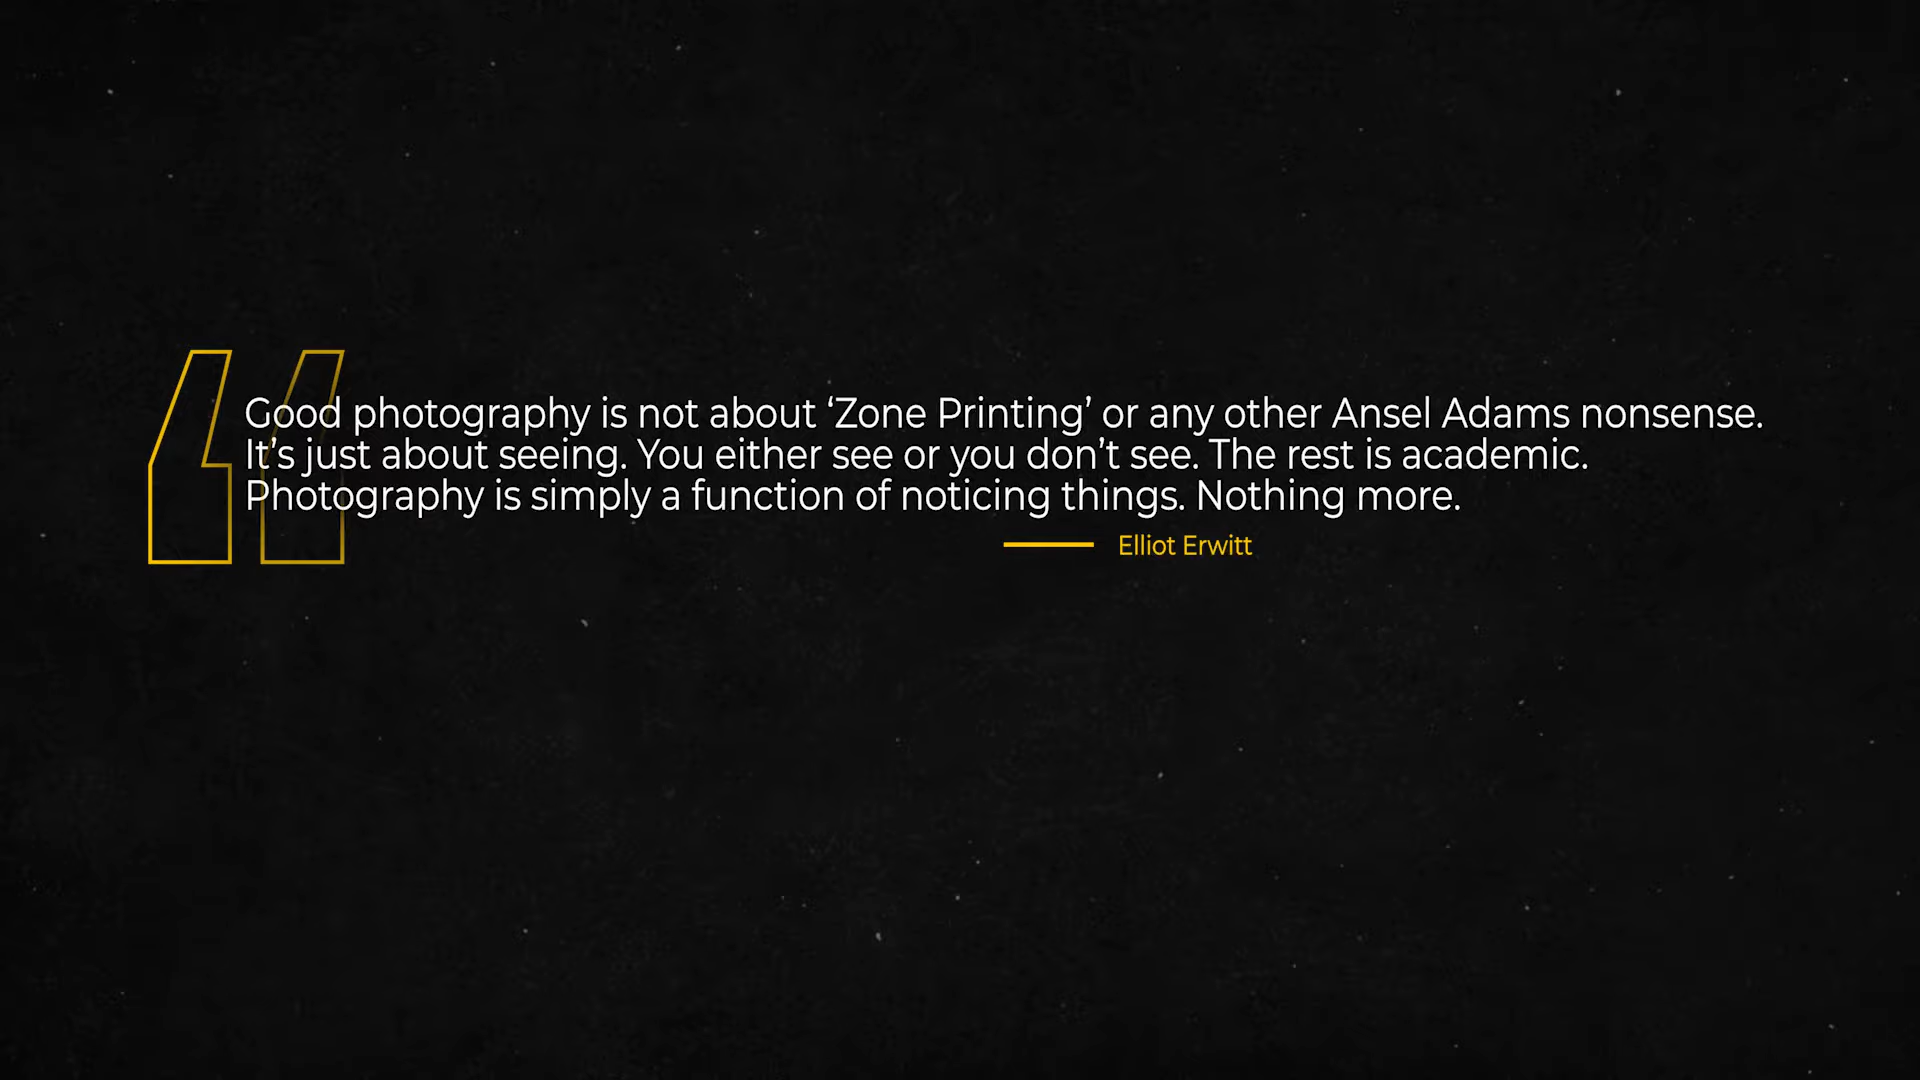 Good photography is not about ‘Zone Printing’ or any other Ansel Adams nonsense.
It’s just about seeing. You either see or you don’t see. The rest is academic.
Photography is simply a function of noticing things. Nothing more.
Elliot Erwitt